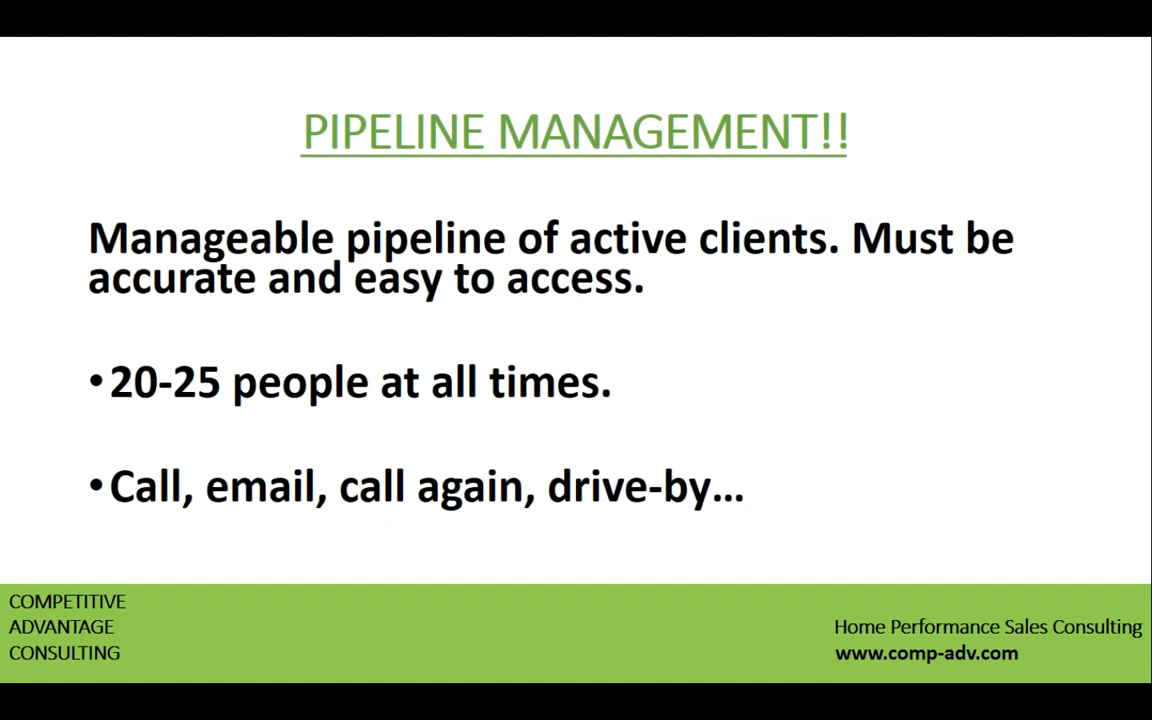 PIPELINE MANAGEMENT!!
Manageable pipeline of active clients. Must be
accurate and easy to access.
•20-25 people at all times.
•Call, email, call again, drive-by...
COMPETITIVE
ADVANTAGE
CONSULTING
Home Performance Sales Consulting
www.comp-adv.com